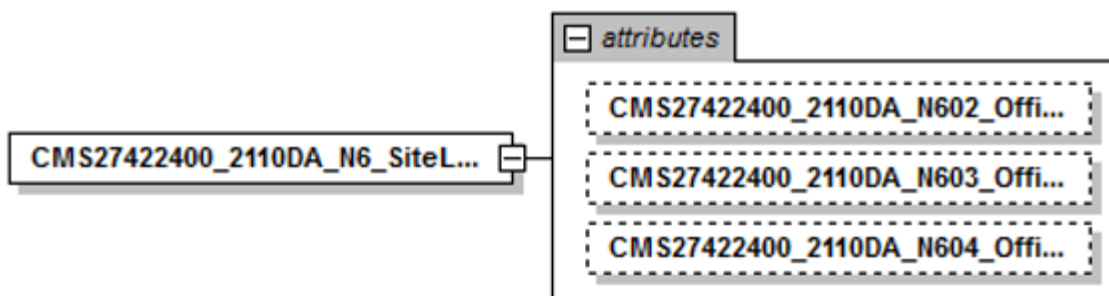 attributes
CMS27422400_2110DA_N602_Offi...
CMS27422400_2110DA_N6_SiteL...
CMS27422400_2110DA_N603_Offi...
CMS27422400_2110DA_N604_Offi...